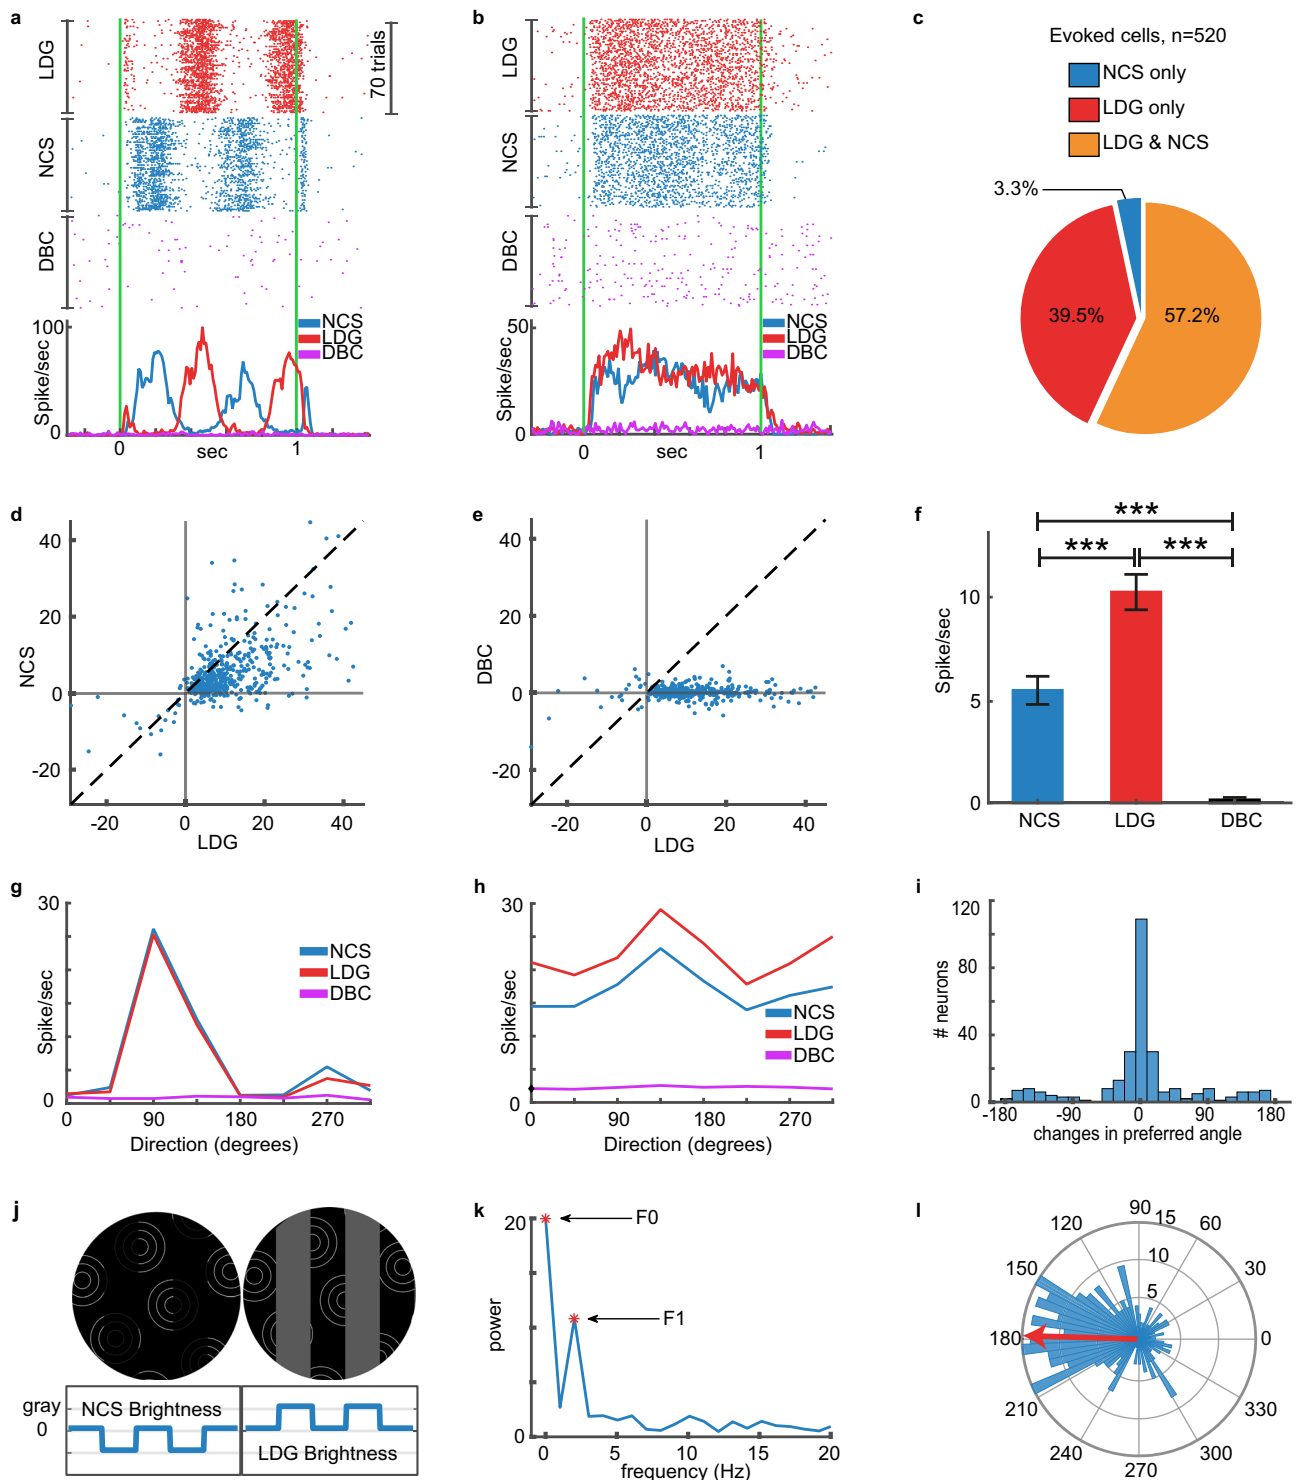 a
LDG
NCS
DBC
70 trials
100
Spike/sec
0
NCS
LDG
DBC
0
sec
1
b
LDG
NCS
DBC
50
Spike/sec
0
NCS
LDG
DBC
0
sec
1
c
Evoked cells, n=520
NCS only
LDG only
LDG & NCS
3.3%
39.5%
57.2%
d
40
20
0
-20
NCS
-20 0 20 40
LDG
e
40
20
0
-20
DBC
-20 0 20 40
LDG
f
***
*** ***
10
5
0
Spike/sec
NCS LDG DBC
g
30
Spike/sec
0
NCS
LDG
DBC
0 90 180 270
Direction (degrees)
h
30
Spike/sec
0
NCS
LDG
DBC
0 90 180 270
Direction (degrees)
i
120
80
40
0
# neurons
-180 -90 0 90 180
changes in preferred angle
j
gray
0
NCS Brightness
LDG Brightness
k
20
10
0
power
F0
F1
0 5 10 15 20
frequency (Hz)
l
90
120 15 60
150 10 30
5
180 0
210 330
240 300
270